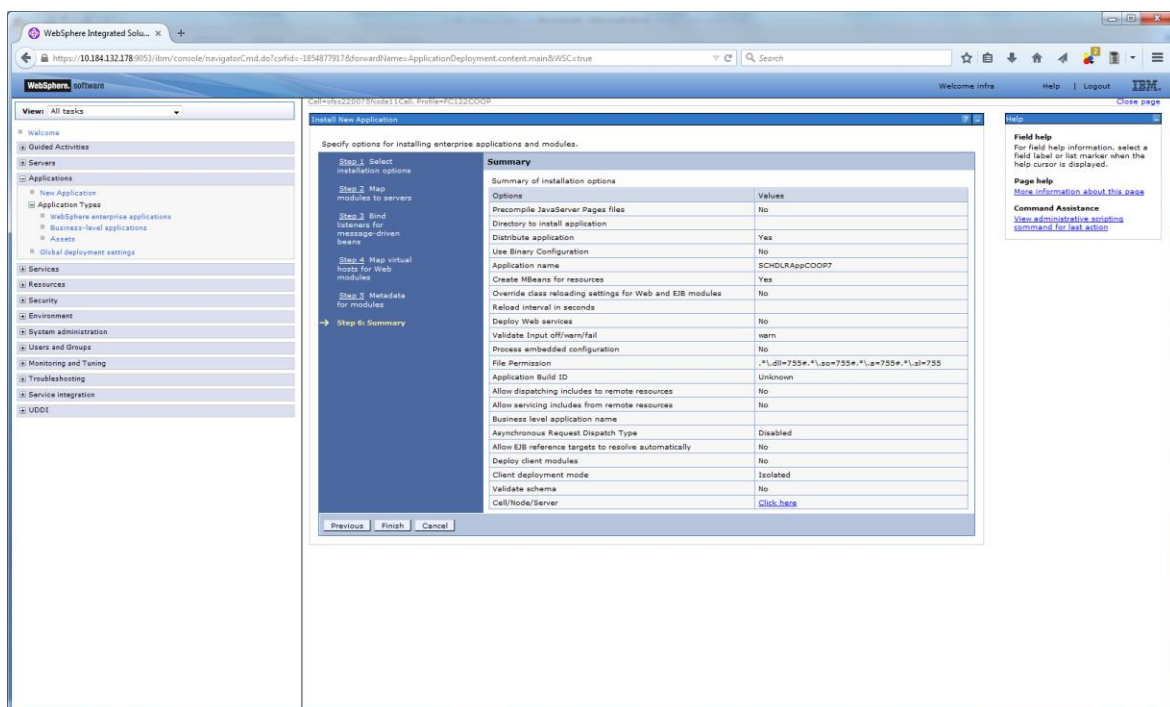 WebSphere Integrated Solu... × +
https://10.184.132.178:9053/ibm/console/navigatorCmd.do?csrfid=-1854877917&forwardName=ApplicationDeployment.content.main&WSC=true
Search
2
WebSphere. software
Welcome infra
Help | Logout
IBM.
View: All tasks
Welcome
Guided Activities
Servers
Applications
New Application
Application Types
WebSphere enterprise applications
Business-level applications
Assets
Global deployment settings
Services
Resources
Security
Environment
System administration
Users and Groups
Monitoring and Tuning
Troubleshooting
Service integration
UDDI
Cell=ofss220075Node11Cell, Profile=FC122COOP
Close page
Install New Application ? -
Specify options for installing enterprise applications and modules.
Step 1 Select
installation options
Step 2 Map
modules to servers
Step 3 Bind
listeners for
message-driven
beans
Step 4 Map virtual
hosts for Web
modules
Step 5 Metadata
for modules
Step 6: Summary
Summary
Summary of installation options
Options Values
Precompile JavaServer Pages files No
Directory to install application
Distribute application Yes
Use Binary Configuration No
Application name SCHDLRAppCOOP7
Create MBeans for resources Yes
Override class reloading settings for Web and EJB modules No
Reload interval in seconds
Deploy Web services No
Validate Input off/warn/fail warn
Process embedded configuration No
File Permission .*\.dll=755#.*\.so=755#.*\.a=755#.*\.sl=755
Application Build ID Unknown
Allow dispatching includes to remote resources No
Allow servicing includes from remote resources No
Business level application name
Asynchronous Request Dispatch Type Disabled
Allow EJB reference targets to resolve automatically No
Deploy client modules No
Client deployment mode Isolated
Validate schema No
Cell/Node/Server Click here
Previous Finish Cancel
Help
Field help
For field help information, select a
field label or list marker when the
help cursor is displayed.
Page help
More information about this page
Command Assistance
View administrative scripting
command for last action